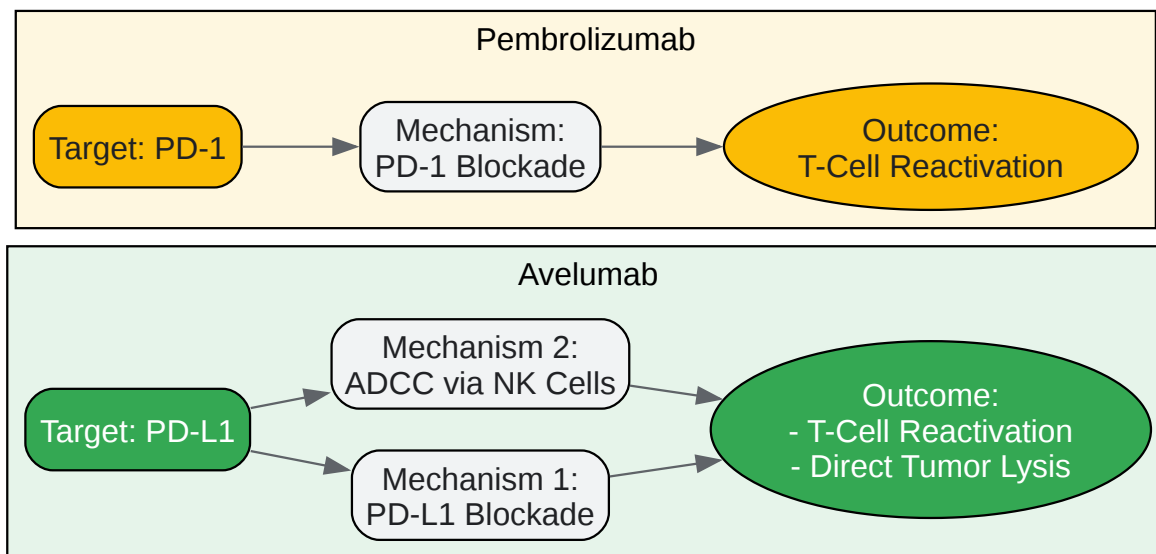 Pembrolizumab
Target: PD-1
Mechanism:
PD-1 Blockade
Outcome:
T-Cell Reactivation
Avelumab
Target: PD-L1
Mechanism 2:
ADCC via NK Cells
Mechanism 1:
PD-L1 Blockade
Outcome:
- T-Cell Reactivation
- Direct Tumor Lysis